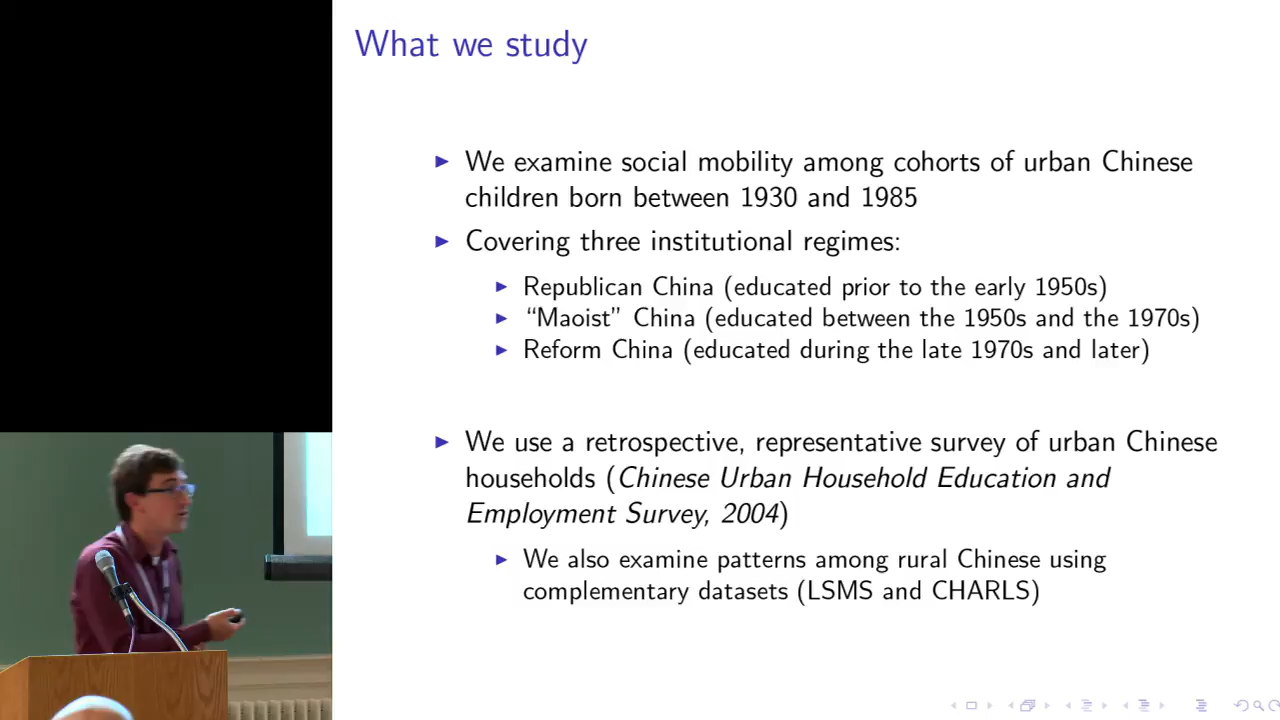 What we study
We examine social mobility among cohorts of urban Chinese
children born between 1930 and 1985
Covering three institutional regimes:
Republican China (educated prior to the early 1950s)
“Maoist” China (educated between the 1950s and the 1970s)
Reform China (educated during the late 1970s and later)
We use a retrospective, representative survey of urban Chinese
households (Chinese Urban Household Education and
Employment Survey, 2004)
We also examine patterns among rural Chinese using
complementary datasets (LSMS and CHARLS)